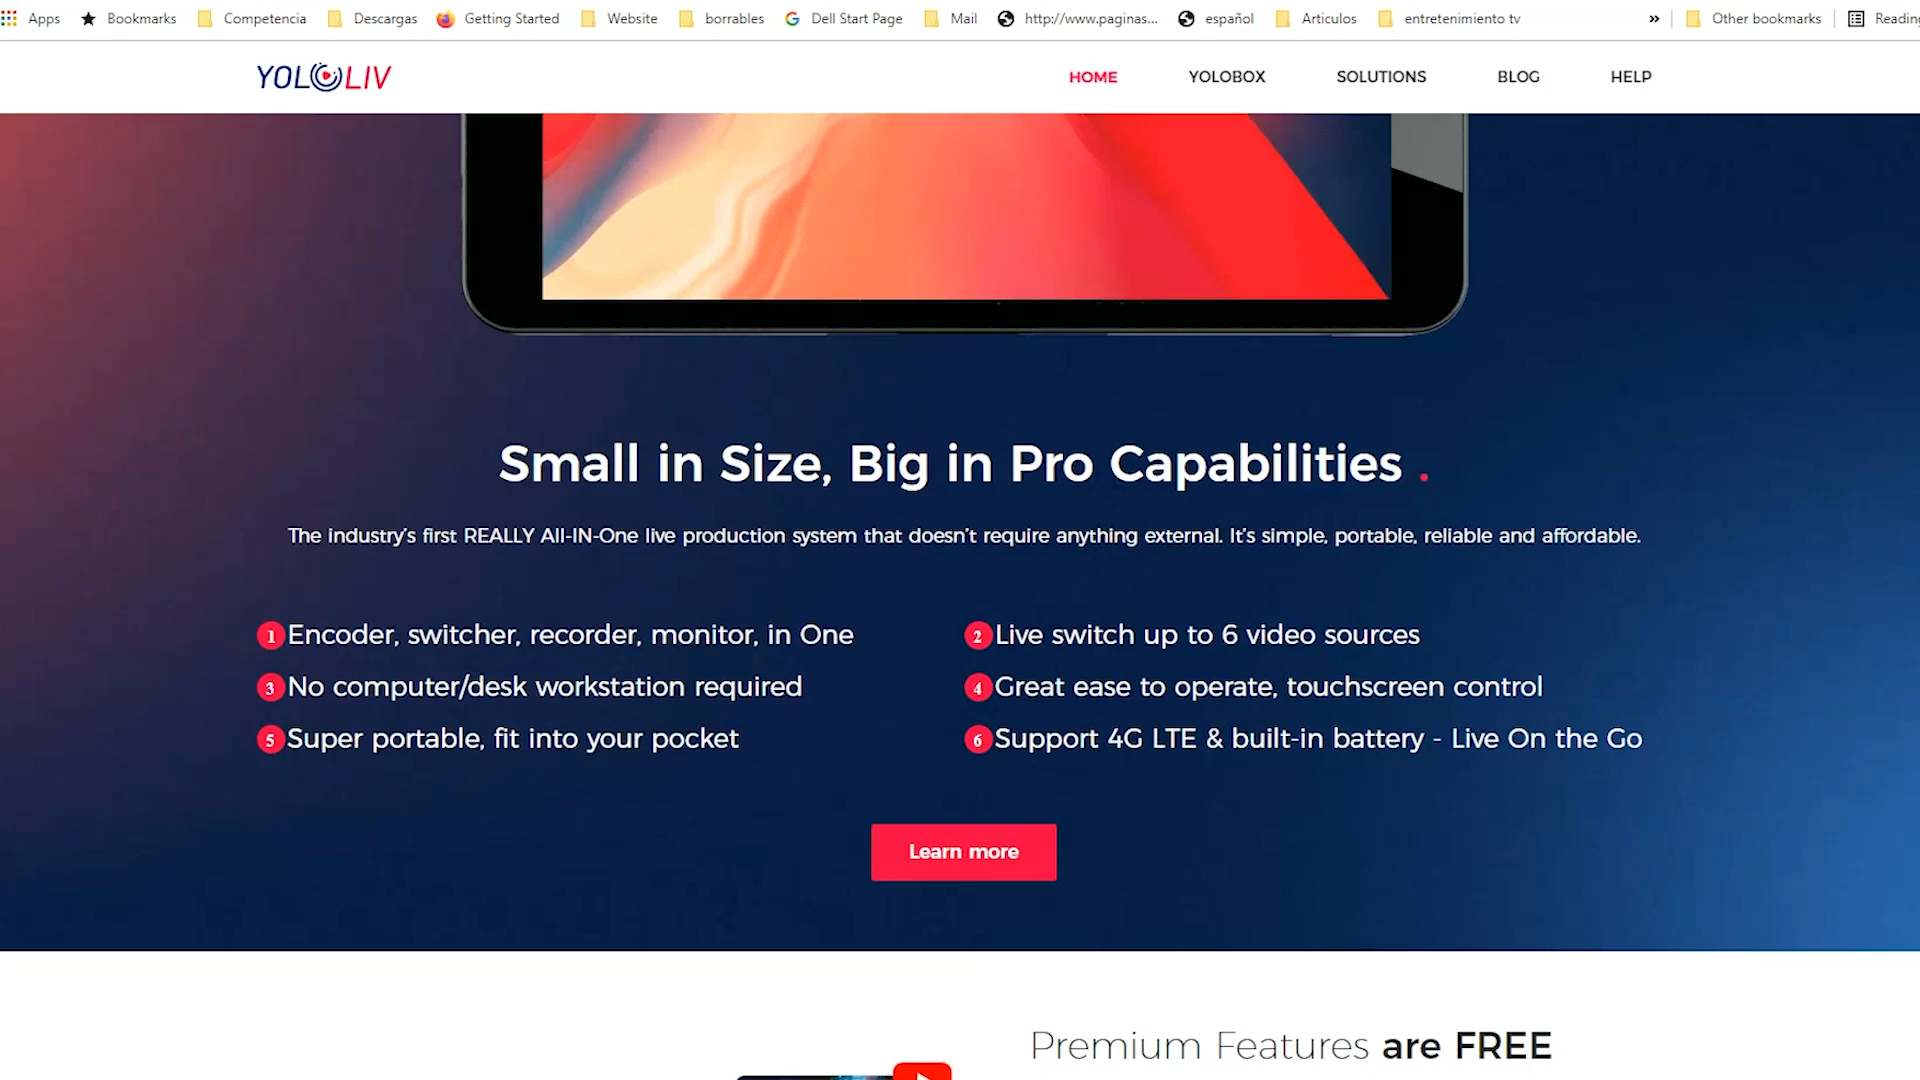 Apps Bookmarks Competencia Descargas Getting Started Website borrables Dell Start Page Mail http://www.paginas... español Articulos entretenimiento tv » Other bookmarks Reading
YOLOLIV HOME YOLOBOX SOLUTIONS BLOG HELP
Small in Size, Big in Pro Capabilities .
The industry's first REALLY All-IN-One live production system that doesn't require anything external. It's simple, portable, reliable and affordable.
1 Encoder, switcher, recorder, monitor, in One
2 Live switch up to 6 video sources
3 No computer/desk workstation required
4 Great ease to operate, touchscreen control
5 Super portable, fit into your pocket
6 Support 4G LTE & built-in battery - Live On the Go
Learn more
Premium Features are FREE